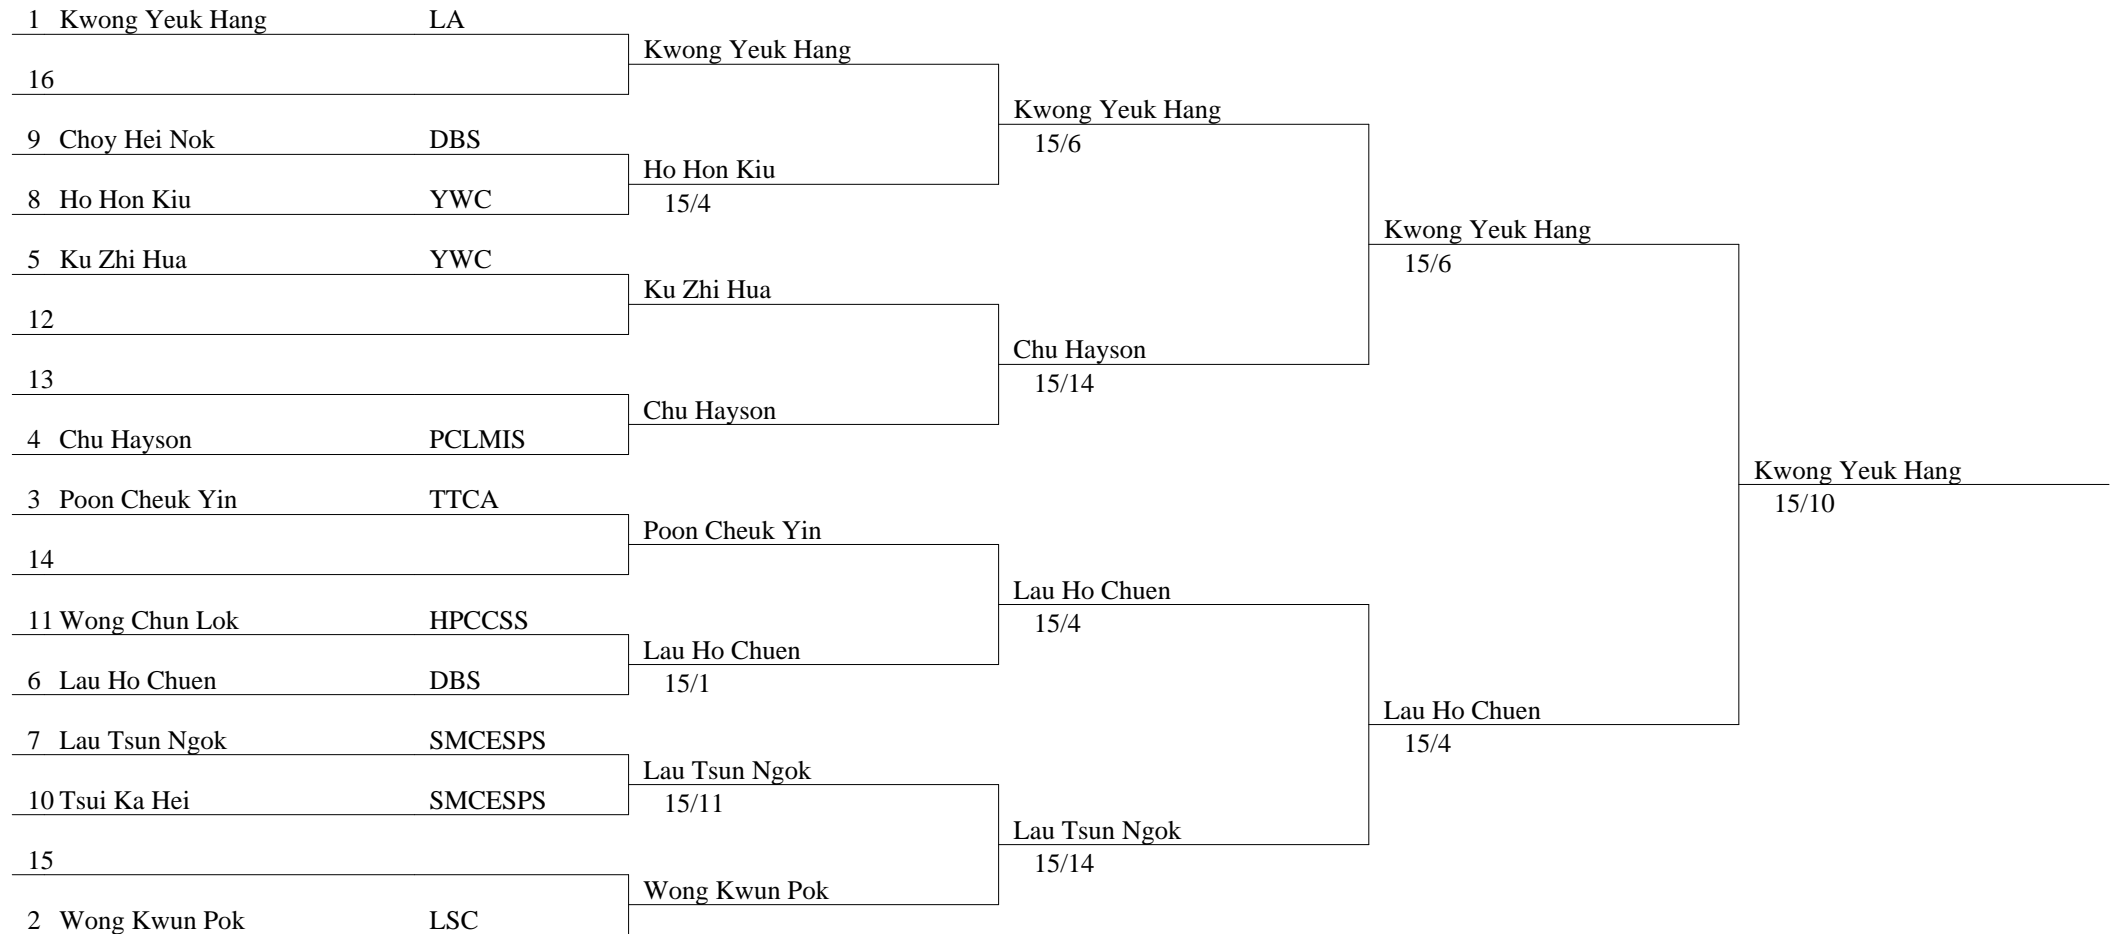 1 Kwong Yeuk Hang LA
Kwong Yeuk Hang
16
Kwong Yeuk Hang
15/6
9 Choy Hei Nok DBS
Ho Hon Kiu
15/4
8 Ho Hon Kiu YWC
Kwong Yeuk Hang
15/6
5 Ku Zhi Hua YWC
Ku Zhi Hua
12
Chu Hayson
15/14
13
Chu Hayson
4 Chu Hayson PCLMIS
Kwong Yeuk Hang
15/10
3 Poon Cheuk Yin TTCA
Poon Cheuk Yin
14
Lau Ho Chuen
15/4
11 Wong Chun Lok HPCCSS
Lau Ho Chuen
15/1
6 Lau Ho Chuen DBS
Lau Ho Chuen
15/4
7 Lau Tsun Ngok SMCESPS
Lau Tsun Ngok
15/11
10 Tsui Ka Hei SMCESPS
Lau Tsun Ngok
15/14
15
Wong Kwun Pok
2 Wong Kwun Pok LSC